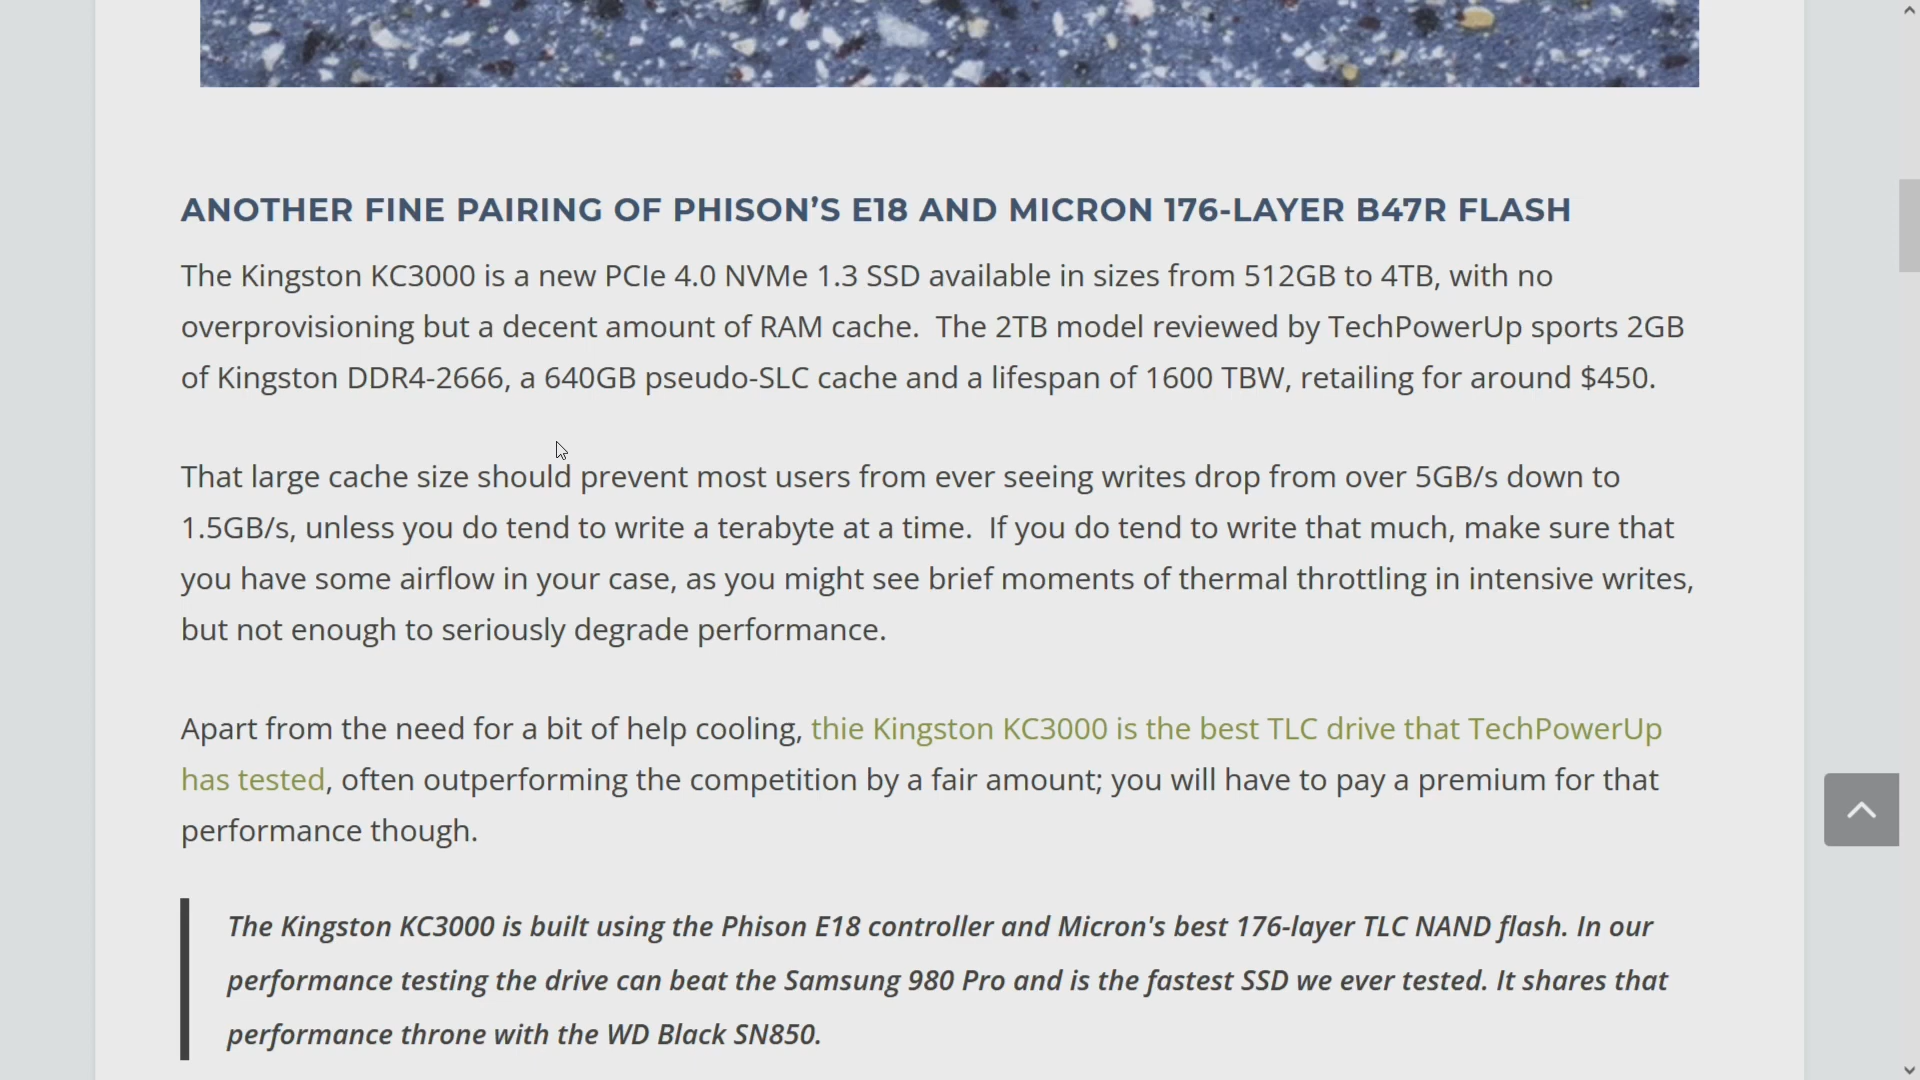 ANOTHER FINE PAIRING OF PHISON’S E18 AND MICRON 176-LAYER B47R FLASH
The Kingston KC3000 is a new PCIe 4.0 NVMe 1.3 SSD available in sizes from 512GB to 4TB, with no
overprovisioning but a decent amount of RAM cache.  The 2TB model reviewed by TechPowerUp sports 2GB
of Kingston DDR4-2666, a 640GB pseudo-SLC cache and a lifespan of 1600 TBW, retailing for around $450.
That large cache size should prevent most users from ever seeing writes drop from over 5GB/s down to
1.5GB/s, unless you do tend to write a terabyte at a time.  If you do tend to write that much, make sure that
you have some airflow in your case, as you might see brief moments of thermal throttling in intensive writes,
but not enough to seriously degrade performance.
Apart from the need for a bit of help cooling, thie Kingston KC3000 is the best TLC drive that TechPowerUp
has tested, often outperforming the competition by a fair amount; you will have to pay a premium for that
performance though.
The Kingston KC3000 is built using the Phison E18 controller and Micron's best 176-layer TLC NAND flash. In our
performance testing the drive can beat the Samsung 980 Pro and is the fastest SSD we ever tested. It shares that
performance throne with the WD Black SN850.